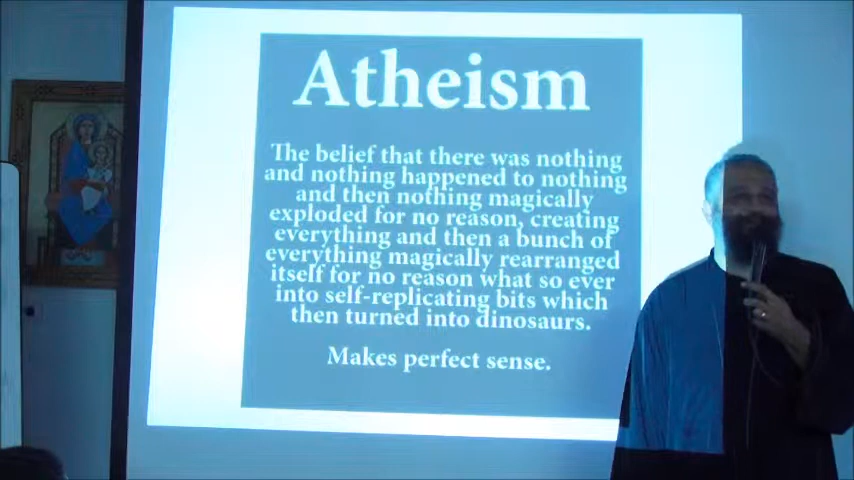 Atheism
The belief that there was nothing
and nothing happened to nothing
and then nothing magically
exploded for no reason, creating
everything and then a bunch of
everything magically rearranged
itself for no reason what so ever
into self-replicating bits which
then turned into dinosaurs.
Makes perfect sense.